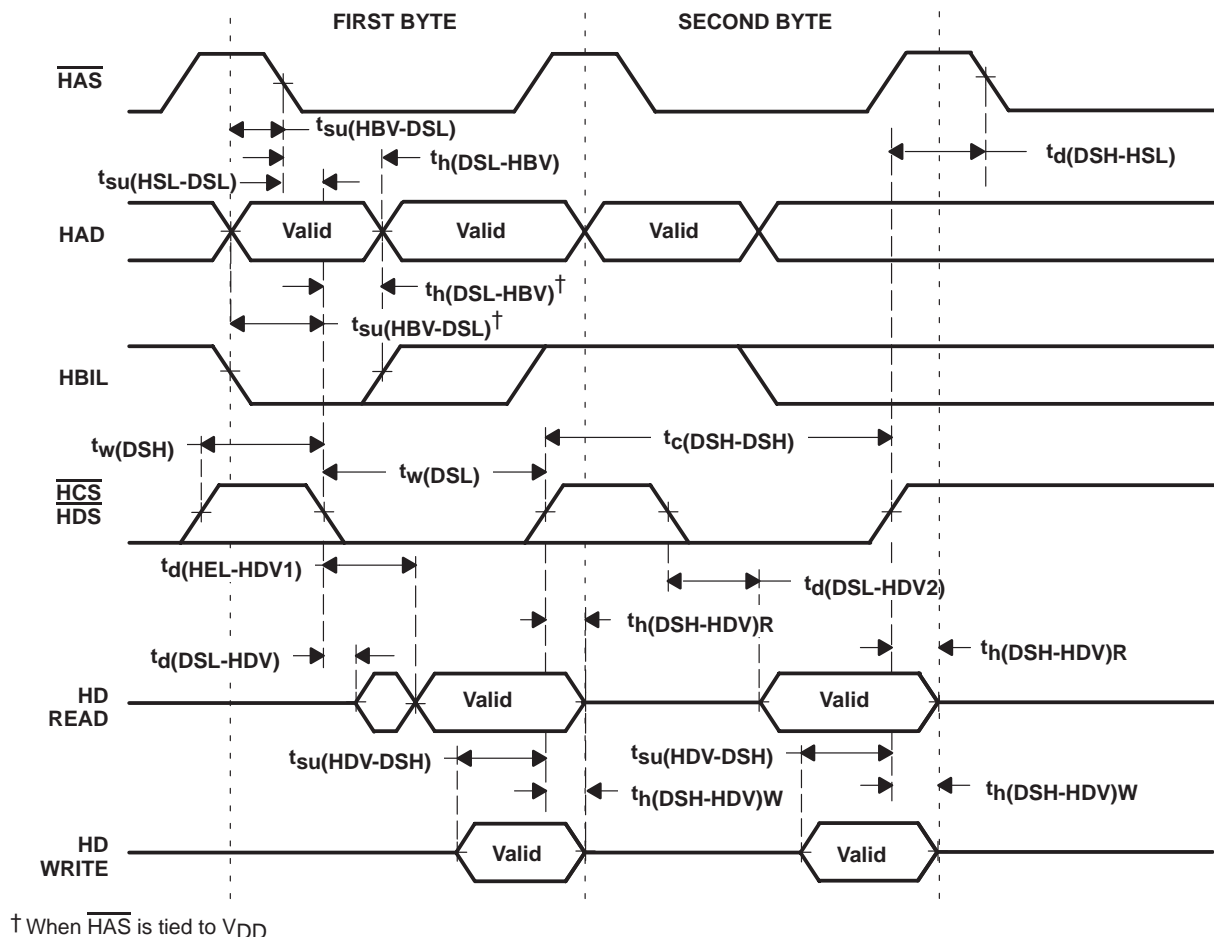 FIRST BYTE
SECOND BYTE
HAS
tsu(HBV-DSL)
th(DSL-HBV)
td(DSH-HSL)
tsu(HSL-DSL)
HAD
Valid
Valid
Valid
th(DSL-HBV)†
tsu(HBV-DSL)†
HBIL
tw(DSH)
tc(DSH-DSH)
tw(DSL)
HCS
HDS
td(HEL-HDV1)
td(DSL-HDV2)
th(DSH-HDV)R
td(DSL-HDV)
th(DSH-HDV)R
HD
READ
Valid
Valid
tsu(HDV-DSH)
tsu(HDV-DSH)
th(DSH-HDV)W
th(DSH-HDV)W
HD
WRITE
Valid
Valid
† When HAS is tied to VDD